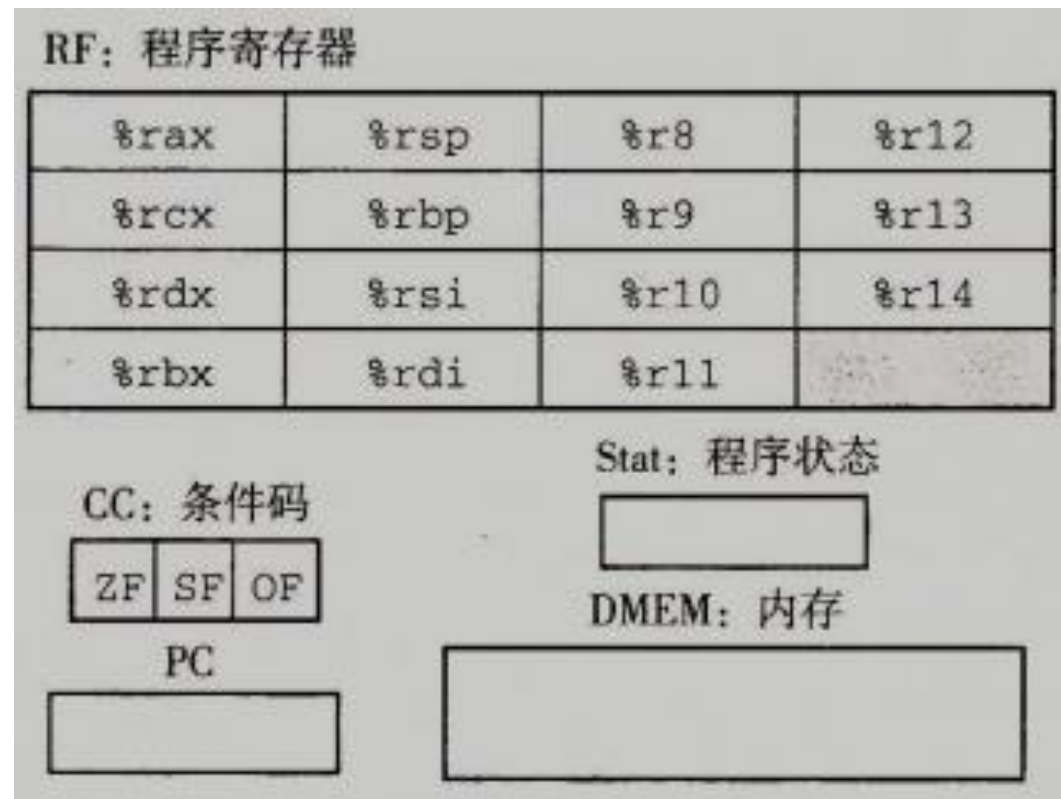 RF：程序寄存器
%rax %rsp %r8 %r12
%rcx %rbp %r9 %r13
%rdx %rsi %r10 %r14
%rbx %rdi %r11
Stat：程序状态
CC：条件码
ZF SF OF
DMEM：内存
PC